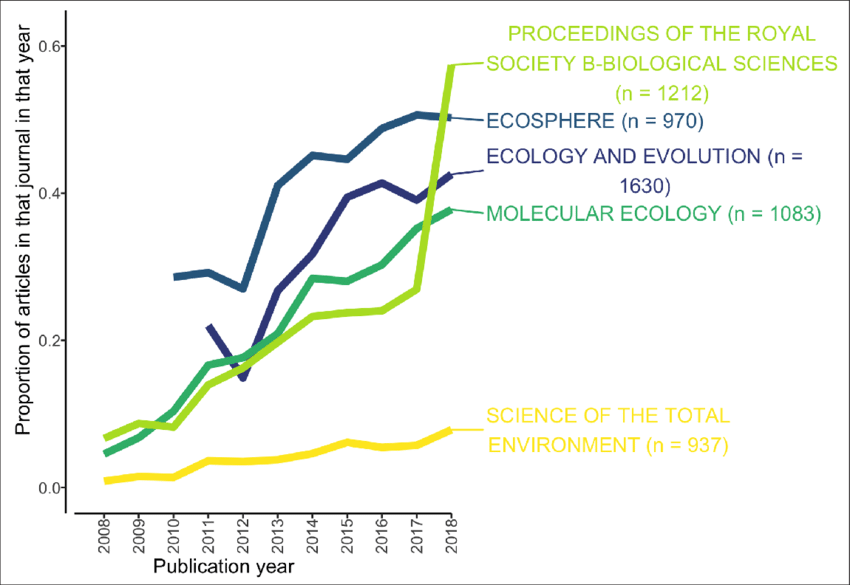 Proportion of articles in that journal in that year
0.6
0.4
0.2
0.0
PROCEEDINGS OF THE ROYAL
SOCIETY B-BIOLOGICAL SCIENCES
(n = 1212)
ECOSPHERE (n = 970)
ECOLOGY AND EVOLUTION (n =
1630)
MOLECULAR ECOLOGY (n = 1083)
SCIENCE OF THE TOTAL
ENVIRONMENT (n = 937)
2008
2009
2010
2011
2012
2013
2014
2015
2016
2017
2018
Publication year